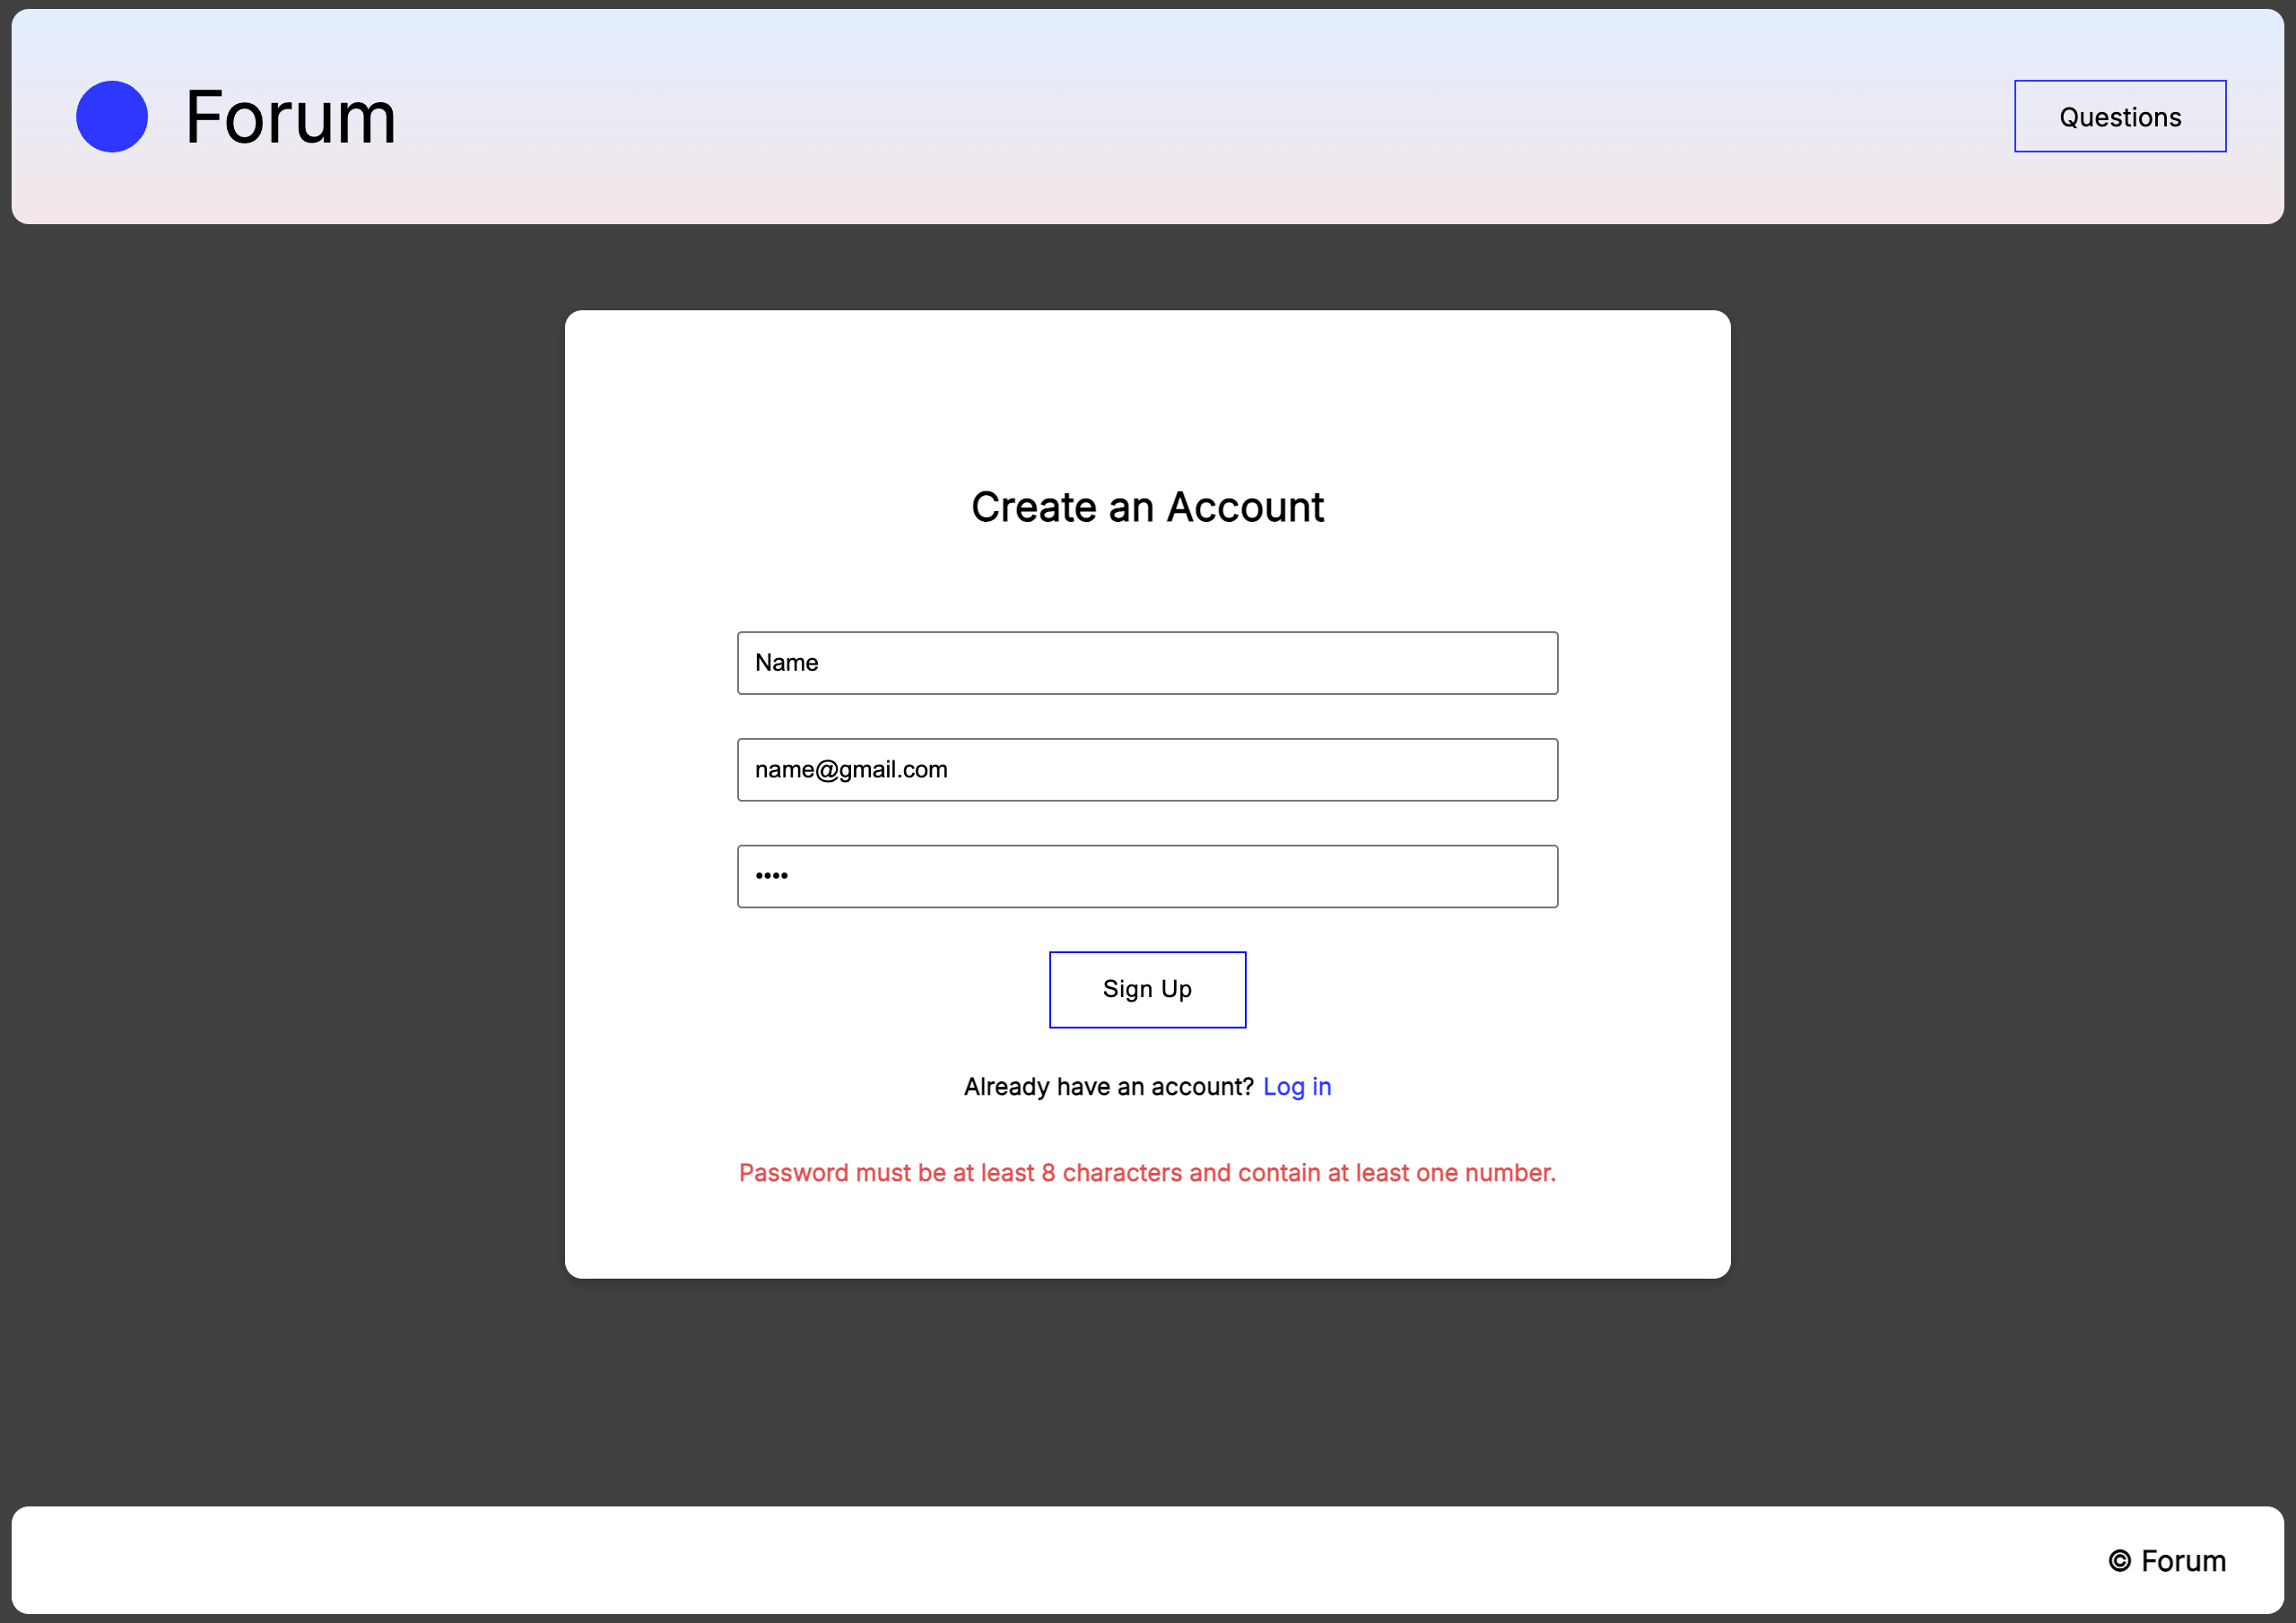 Forum
Questions
Create an Account
Name
name@gmail.com
••••
Sign Up
Already have an account? Log in
Password must be at least 8 characters and contain at least one number.
© Forum